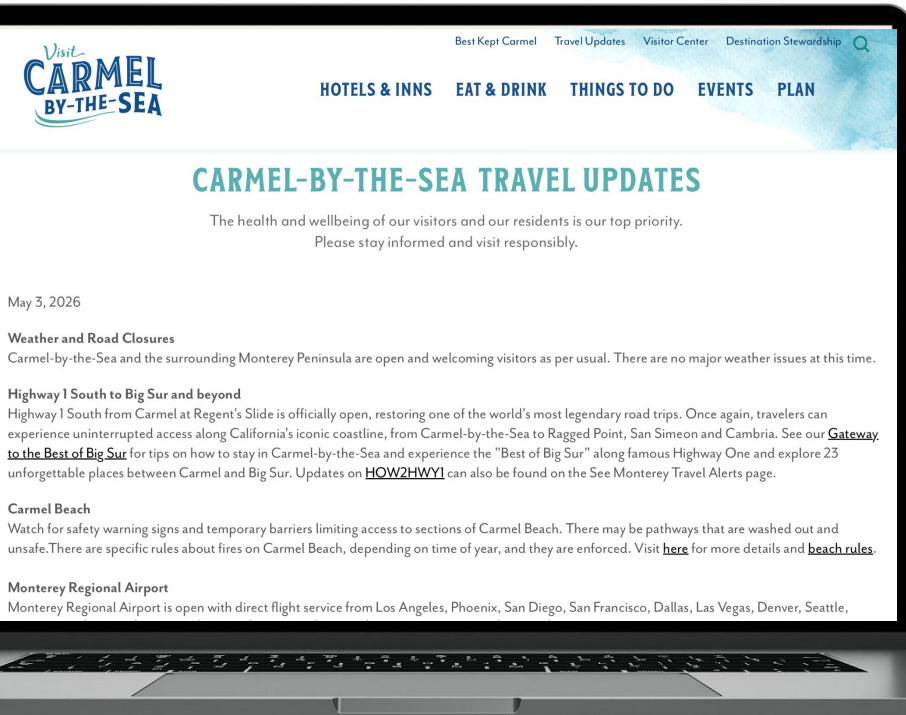 Visit
CARMEL
BY-THE-SEA
Best Kept Carmel Travel Updates Visitor Center Destination Stewardship
HOTELS & INNS EAT & DRINK THINGS TO DO EVENTS PLAN
CARMEL-BY-THE-SEA TRAVEL UPDATES
The health and wellbeing of our visitors and our residents is our top priority.
Please stay informed and visit responsibly.
May 3, 2026
Weather and Road Closures
Carmel-by-the-Sea and the surrounding Monterey Peninsula are open and welcoming visitors as per usual. There are no major weather issues at this time.
Highway 1 South to Big Sur and beyond
Highway 1 South from Carmel at Regent's Slide is officially open, restoring one of the world's most legendary road trips. Once again, travelers can
experience uninterrupted access along California's iconic coastline, from Carmel-by-the-Sea to Ragged Point, San Simeon and Cambria. See our Gateway
to the Best of Big Sur for tips on how to stay in Carmel-by-the-Sea and experience the "Best of Big Sur" along famous Highway One and explore 23
unforgettable places between Carmel and Big Sur. Updates on HOW2HWY1 can also be found on the See Monterey Travel Alerts page.
Carmel Beach
Watch for safety warning signs and temporary barriers limiting access to sections of Carmel Beach. There may be pathways that are washed out and
unsafe.There are specific rules about fires on Carmel Beach, depending on time of year, and they are enforced. Visit here for more details and beach rules.
Monterey Regional Airport
Monterey Regional Airport is open with direct flight service from Los Angeles, Phoenix, San Diego, San Francisco, Dallas, Las Vegas, Denver, Seattle,